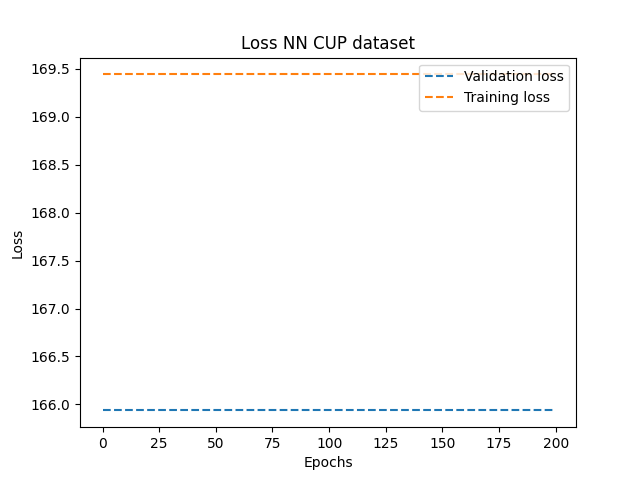 Loss NN CUP dataset
Validation loss
Training loss
169.5
169.0
168.5
168.0
167.5
167.0
166.5
166.0
Loss
0 25 50 75 100 125 150 175 200
Epochs